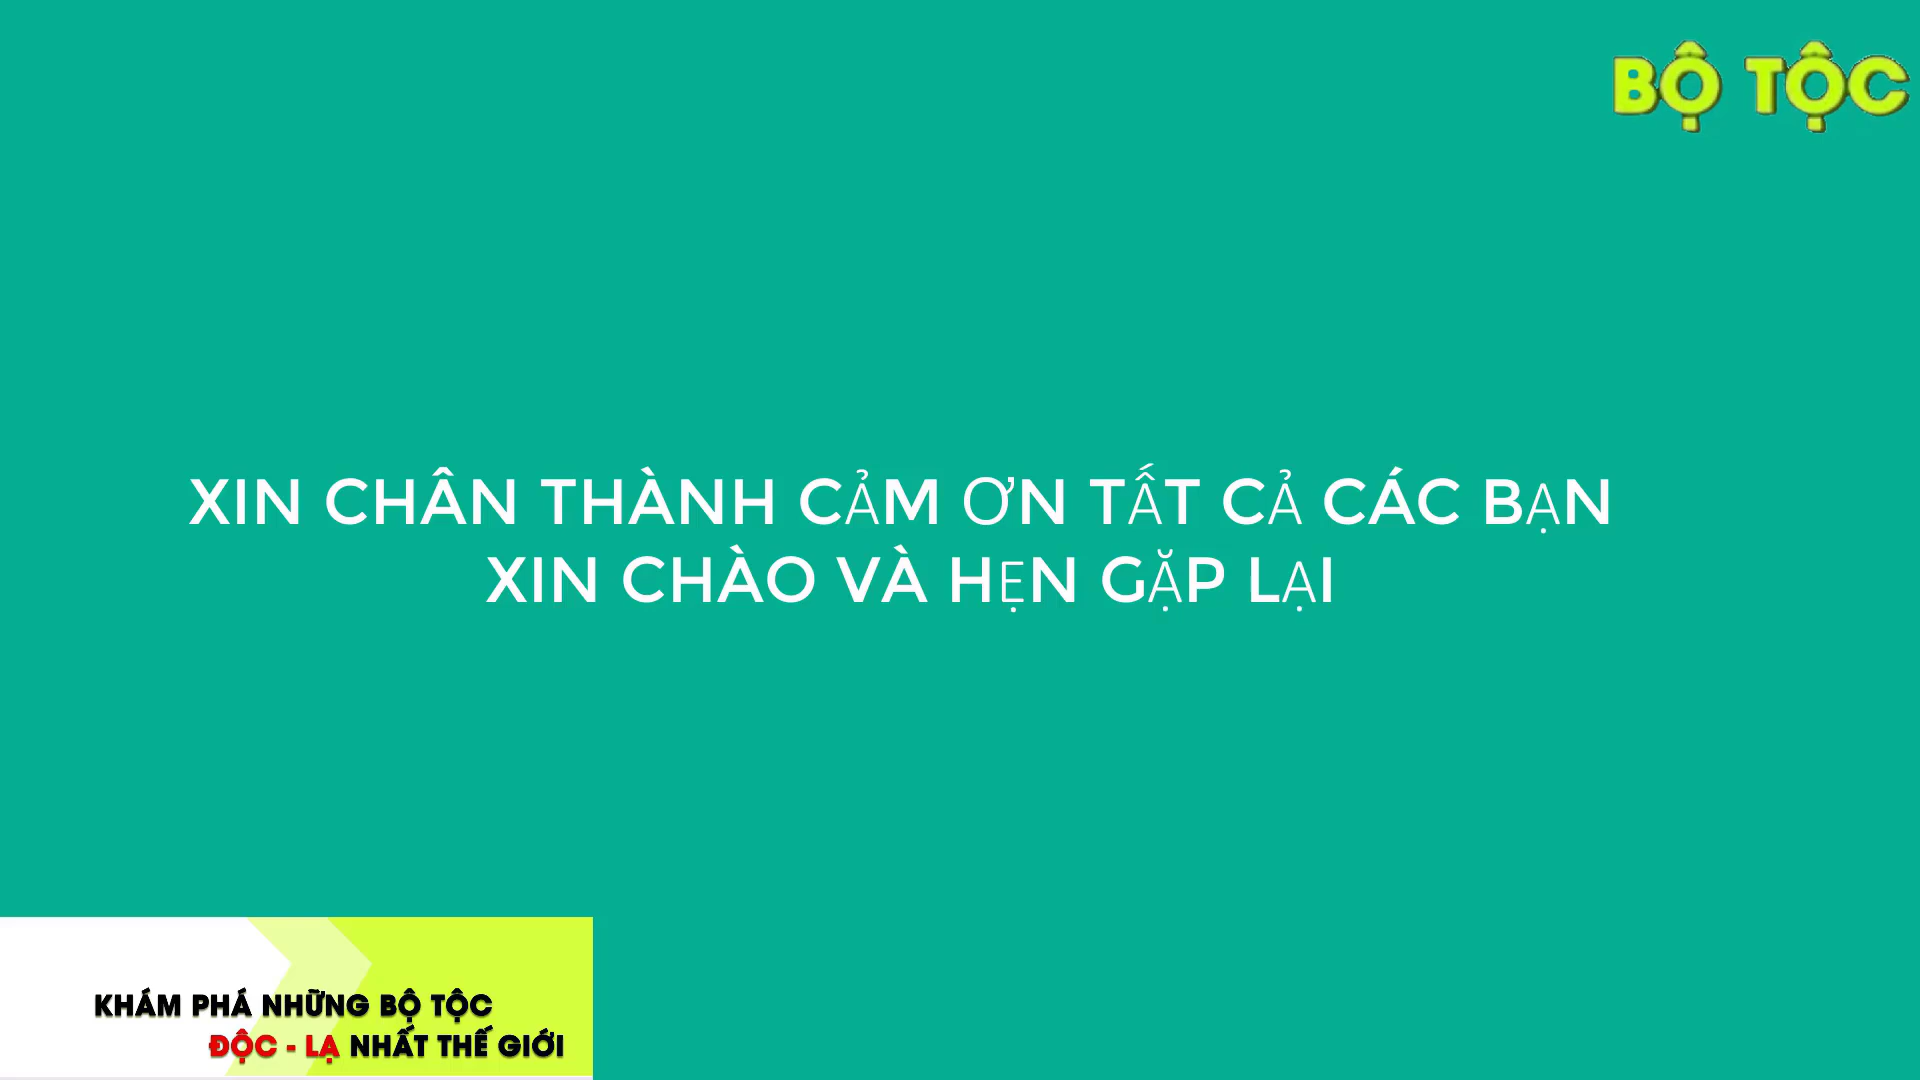 BỘ TỘC
XIN CHÂN THÀNH CẢM ƠN TẤT CẢ CÁC BẠN
XIN CHÀO VÀ HẸN GẶP LẠI
KHÁM PHÁ NHỮNG BỘ TỘC
ĐỘC - LẠ NHẤT THẾ GIỚI